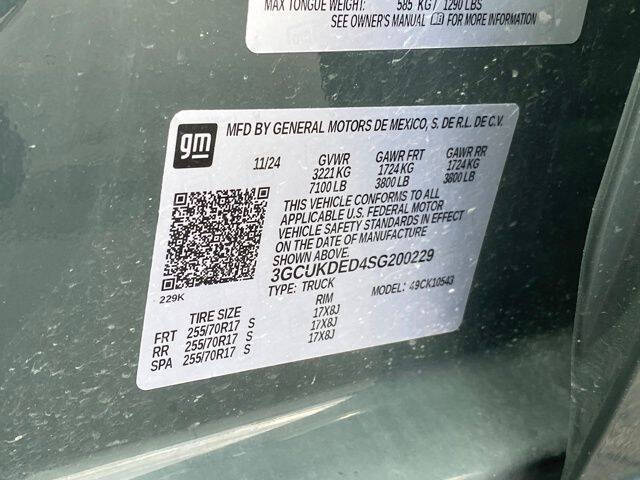 MAX TONGUE WEIGHT: 585 KG / 1290 LBS
SEE OWNER'S MANUAL FOR MORE INFORMATION
gm
MFD BY GENERAL MOTORS DE MEXICO, S. DE R.L. DE C.V.
11/24 GVWR GAWR FRT GAWR RR
3221 KG 1724 KG 1724 KG
7100 LB 3800 LB 3800 LB
THIS VEHICLE CONFORMS TO ALL
APPLICABLE U.S. FEDERAL MOTOR
VEHICLE SAFETY STANDARDS IN EFFECT
ON THE DATE OF MANUFACTURE
3GCUKDED4SG200229
229K
TYPE: TRUCK MODEL: 49CK10543
TIRE SIZE RIM
FRT 255/70R17 S 17X8J
RR 255/70R17 S 17X8J
SPA 255/70R17 S 17X8J